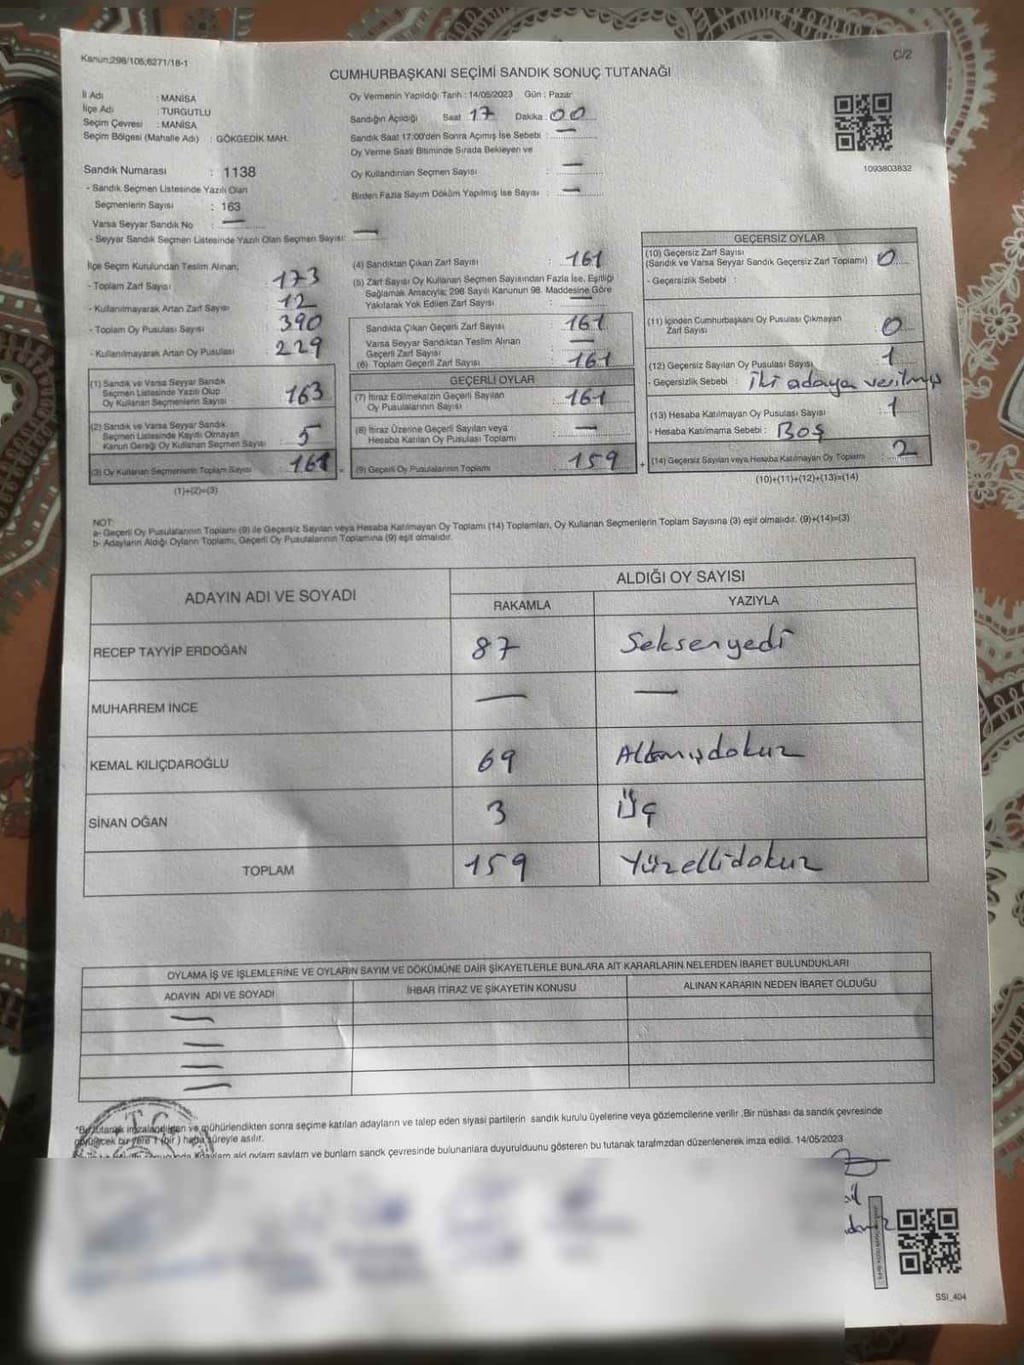 Kanun:298/105;6271/18-1
C/2
CUMHURBAŞKANI SEÇİMİ SANDIK SONUÇ TUTANAĞI
İl Adı : MANİSA
İlçe Adı : TURGUTLU
Seçim Çevresi : MANİSA
Seçim Bölgesi (Mahalle Adı) : GÖKGEDİK MAH.
Oy Vermenin Yapıldığı Tarih : 14/05/2023 Gün : Pazar
Sandığın Açıldığı Saat 17 Dakika : 00
Sandık Saat 17:00'den Sonra Açımış İse Sebebi : —
Oy Verme Saati Bitiminde Sırada Bekleyen ve
Oy Kullandırılan Seçmen Sayısı : —
Birden Fazla Sayım Döküm Yapılmış İse Sayısı : —
1093803832
Sandık Numarası : 1138
- Sandık Seçmen Listesinde Yazılı Olan
Seçmenlerin Sayısı : 163
Varsa Seyyar Sandık No : —
- Seyyar Sandık Seçmen Listesinde Yazılı Olan Seçmen Sayısı: —
İlçe Seçim Kurulundan Teslim Alınan;
- Toplam Zarf Sayısı : 173
- Kullanılmayarak Artan Zarf Sayısı : 12
- Toplam Oy Pusulası Sayısı : 390
- Kullanılmayarak Artan Oy Pusulası : 229
(1) Sandık ve Varsa Seyyar Sandık
Seçmen Listesinde Yazılı Olup
Oy Kullanan Seçmenlerin Sayısı : 163
(2) Sandık ve Varsa Seyyar Sandık
Seçmen Listesinde Kayıtlı Olmayan
Kanun Gereği Oy Kullanan Seçmen Sayısı : 5
(3) Oy Kullanan Seçmenlerin Toplam Sayısı : 161
(1)+(2)=(3)
(4) Sandıktan Çıkan Zarf Sayısı : 161
(5) Zarf Sayısı Oy Kullanan Seçmen Sayısından Fazla İse, Eşitliği
Sağlamak Amacıyla; 298 Sayılı Kanunun 98. Maddesine Göre
Yakılarak Yok Edilen Zarf Sayısı : —
Sandıkta Çıkan Geçerli Zarf Sayısı : 161
Varsa Seyyar Sandıktan Teslim Alınan
Geçerli Zarf Sayısı : —
(6) Toplam Geçerli Zarf Sayısı : 161
GEÇERLİ OYLAR
(7) İtiraz Edilmeksizin Geçerli Sayılan
Oy Pusulalarının Sayısı : 161
(8) İtiraz Üzerine Geçerli Sayılan veya
Hesaba Katılan Oy Pusulası Toplamı : —
(9) Geçerli Oy Pusulalarının Toplamı : 159
GEÇERSİZ OYLAR
(10) Geçersiz Zarf Sayısı
(Sandık ve Varsa Seyyar Sandık Geçersiz Zarf Toplamı) : 0
- Geçersizlik Sebebi :
(11) İçinden Cumhurbaşkanı Oy Pusulası Çıkmayan
Zarf Sayısı : 0
(12) Geçersiz Sayılan Oy Pusulası Sayısı : 1
- Geçersizlik Sebebi : iki adaya verilmiş
(13) Hesaba Katılmayan Oy Pusulası Sayısı : 1
- Hesaba Katılmama Sebebi : Boş
(14) Geçersiz Sayılan veya Hesaba Katılmayan Oy Toplamı : 2
(10)+(11)+(12)+(13)=(14)
NOT:
a- Geçerli Oy Pusulalarının Toplamı (9) ile Geçersiz Sayılan veya Hesaba Katılmayan Oy Toplamı (14) Toplamları, Oy Kullanan Seçmenlerin Toplam Sayısına (3) eşit olmalıdır. (9)+(14)=(3)
b- Adayların Aldığı Oyların Toplamı, Geçerli Oy Pusulalarının Toplamına (9) eşit olmalıdır.
ADAYIN ADI VE SOYADI
ALDIĞI OY SAYISI
RAKAMLA YAZIYLA
RECEP TAYYİP ERDOĞAN 87 Seksenyedi
MUHARREM İNCE — —
KEMAL KILIÇDAROĞLU 69 Altmışdokuz
SİNAN OĞAN 3 Üç
TOPLAM 159 Yüzellidokuz
OYLAMA İŞ VE İŞLEMLERİNE VE OYLARIN SAYIM VE DÖKÜMÜNE DAİR ŞİKAYETLERLE BUNLARA AİT KARARLARIN NELERDEN İBARET BULUNDUKLARI
ADAYIN ADI VE SOYADI İHBAR İTİRAZ VE ŞİKAYETİN KONUSU ALINAN KARARIN NEDEN İBARET OLDUĞU
—
—
—
—
T.C.
*Bu tutanak imzalandıktan ve mühürlendikten sonra seçime katılan adayların ve talep eden siyasi partilerin sandık kurulu üyelerine veya gözlemcilerine verilir .Bir nüshası da sandık çevresinde
görülecek bir yere 1 (bir ) hafta süreyle asılır.
oyların sayların ve bunların sandk çevresinde bulunanlara duyurulduunu gösteren bu tutanak tarafmzdan düzenlenerek imza edildi. 14/05/2023
SSI_404